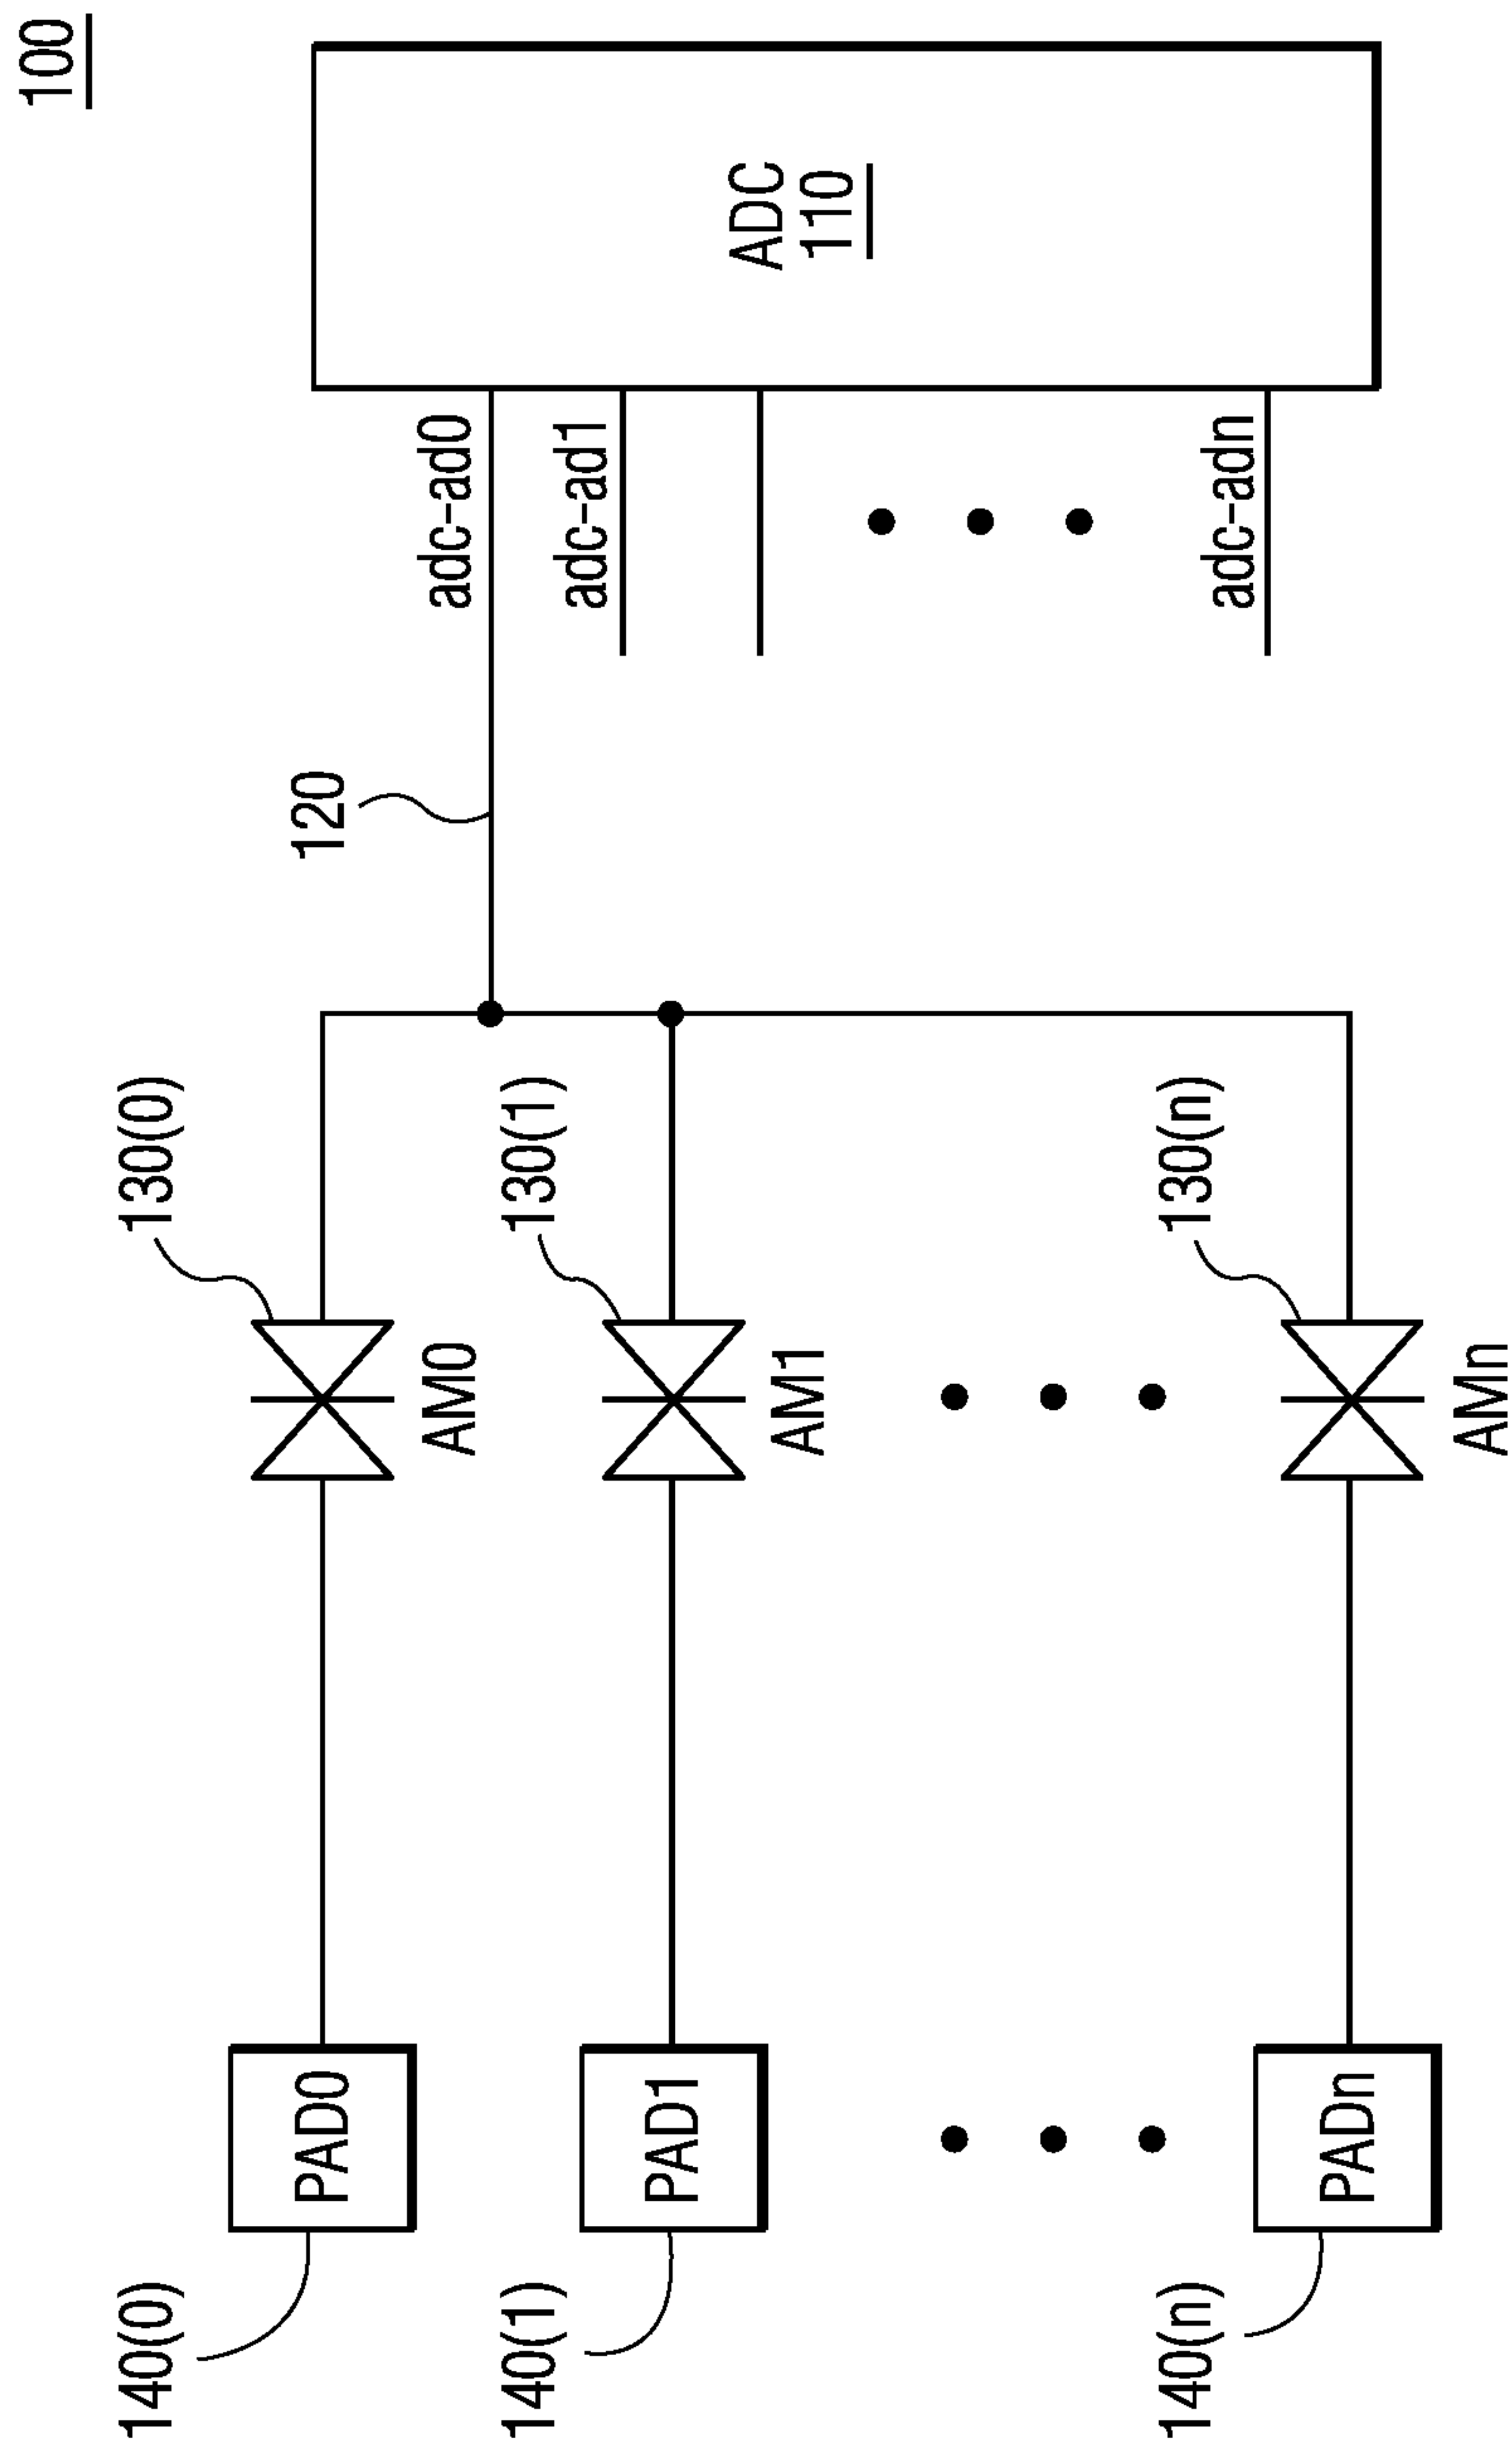 100
ADC
110
adc-ad0
adc-ad1
adc-adn
120
130(0)
130(1)
130(n)
AM0
AM1
AMn
PAD0
PAD1
PADn
140(0)
140(1)
140(n)